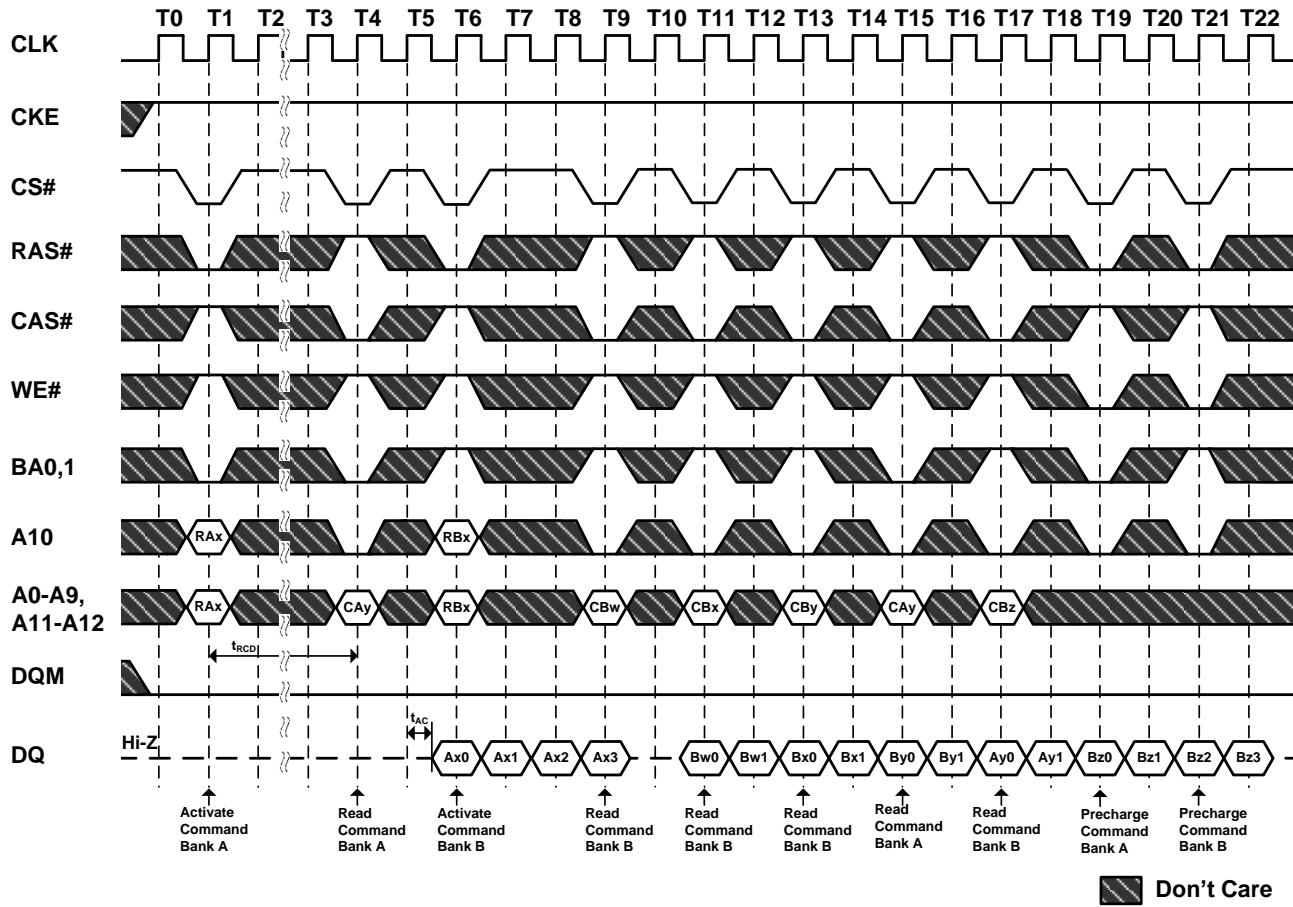 T0 T1 T2 T3 T4 T5 T6 T7 T8 T9 T10 T11 T12 T13 T14 T15 T16 T17 T18 T19 T20 T21 T22
CLK
CKE
CS#
RAS#
CAS#
WE#
BA0,1
A10 RAx RBx
A0-A9,
A11-A12 RAx CAy RBx CBw CBx CBy CAy CBz
tRCD
DQM
tAC
Hi-Z
DQ Ax0 Ax1 Ax2 Ax3 Bw0 Bw1 Bx0 Bx1 By0 By1 Ay0 Ay1 Bz0 Bz1 Bz2 Bz3
Activate
Command
Bank A
Read
Command
Bank A
Activate
Command
Bank B
Read
Command
Bank B
Read
Command
Bank B
Read
Command
Bank B
Read
Command
Bank A
Read
Command
Bank B
Precharge
Command
Bank A
Precharge
Command
Bank B
Don't Care